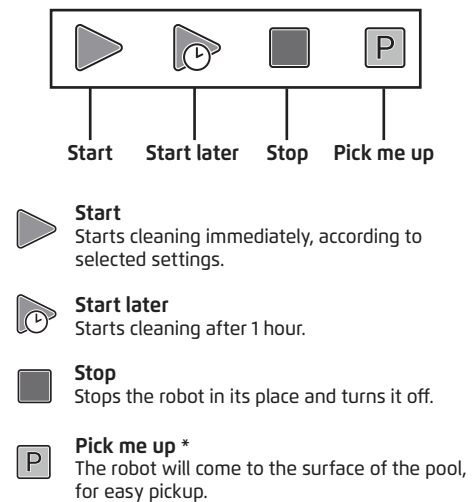 P
Start Start later Stop Pick me up
Start
Starts cleaning immediately, according to
selected settings.
Start later
Starts cleaning after 1 hour.
Stop
Stops the robot in its place and turns it off.
P
Pick me up *
The robot will come to the surface of the pool,
for easy pickup.